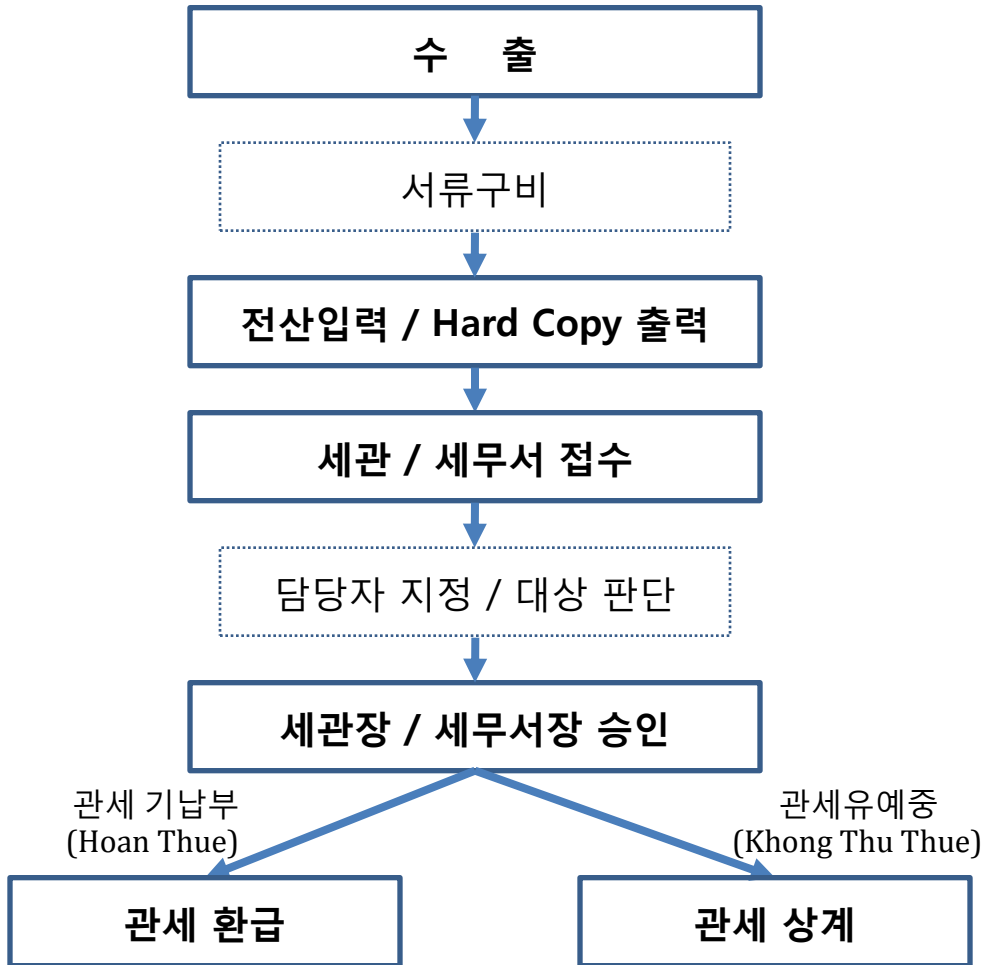 수 출
서류구비
전산입력 / Hard Copy 출력
세관 / 세무서 접수
담당자 지정 / 대상 판단
세관장 / 세무서장 승인
관세 기납부
(Hoan Thue)
관세유예중
(Khong Thu Thue)
관세 환급
관세 상계